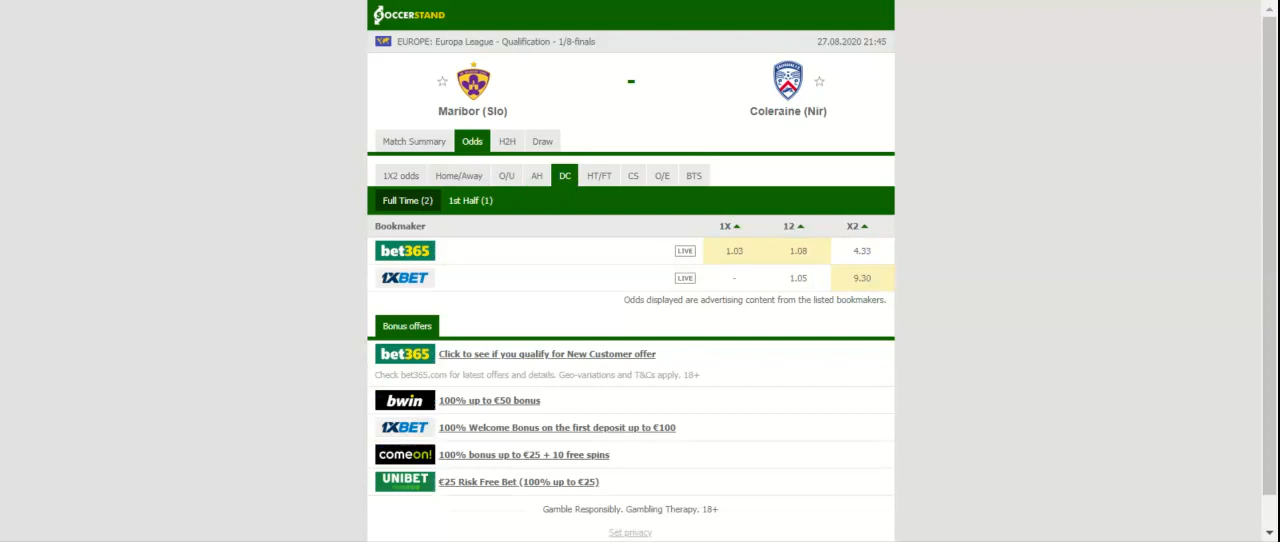 SOCCERSTAND
EUROPE: Europa League - Qualification - 1/8-finals 27.08.2020 21:45
-
Maribor (Slo) Coleraine (Nir)
Match Summary Odds H2H Draw
1X2 odds Home/Away O/U AH DC HT/FT CS O/E BTS
Full Time (2) 1st Half (1)
Bookmaker 1X 12 X2
bet365 LIVE 1.03 1.08 4.33
1XBET LIVE - 1.05 9.30
Odds displayed are advertising content from the listed bookmakers.
Bonus offers
bet365 Click to see if you qualify for New Customer offer
Check bet365.com for latest offers and details. Geo-variations and T&Cs apply. 18+
bwin 100% up to €50 bonus
1XBET 100% Welcome Bonus on the first deposit up to €100
comeon! 100% bonus up to €25 + 10 free spins
UNIBET €25 Risk Free Bet (100% up to €25)
Gamble Responsibly. Gambling Therapy. 18+
Set privacy